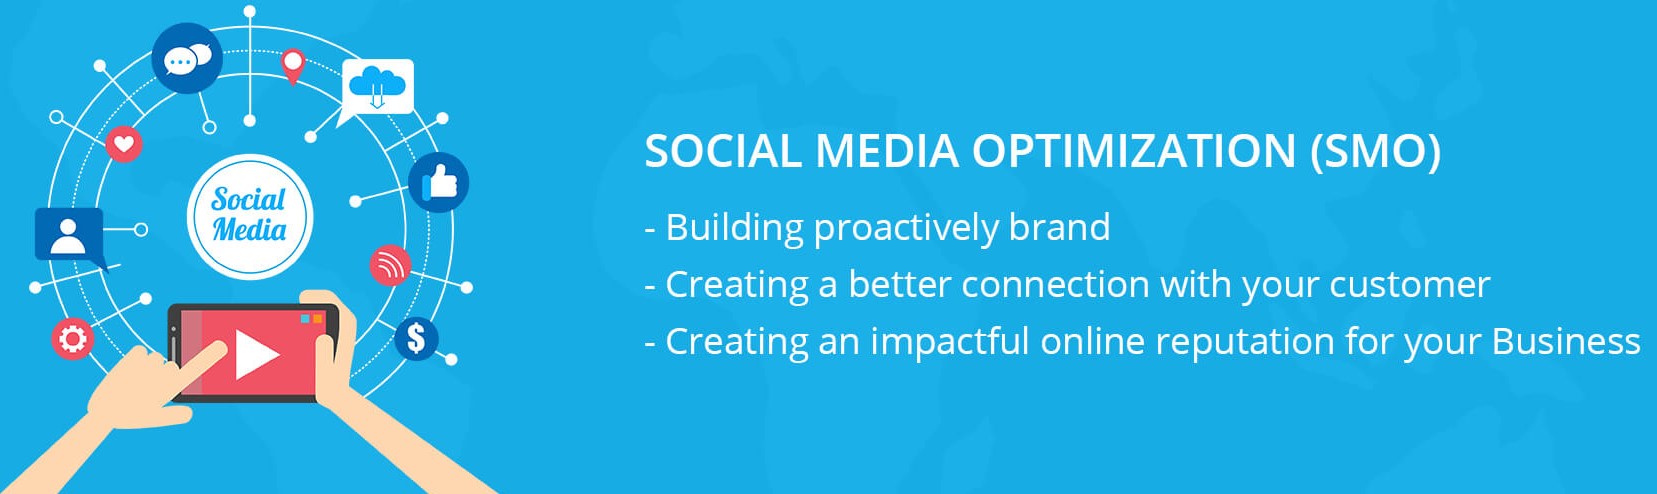 Social
Media
SOCIAL MEDIA OPTIMIZATION (SMO)
- Building proactively brand
- Creating a better connection with your customer
- Creating an impactful online reputation for your Business
$